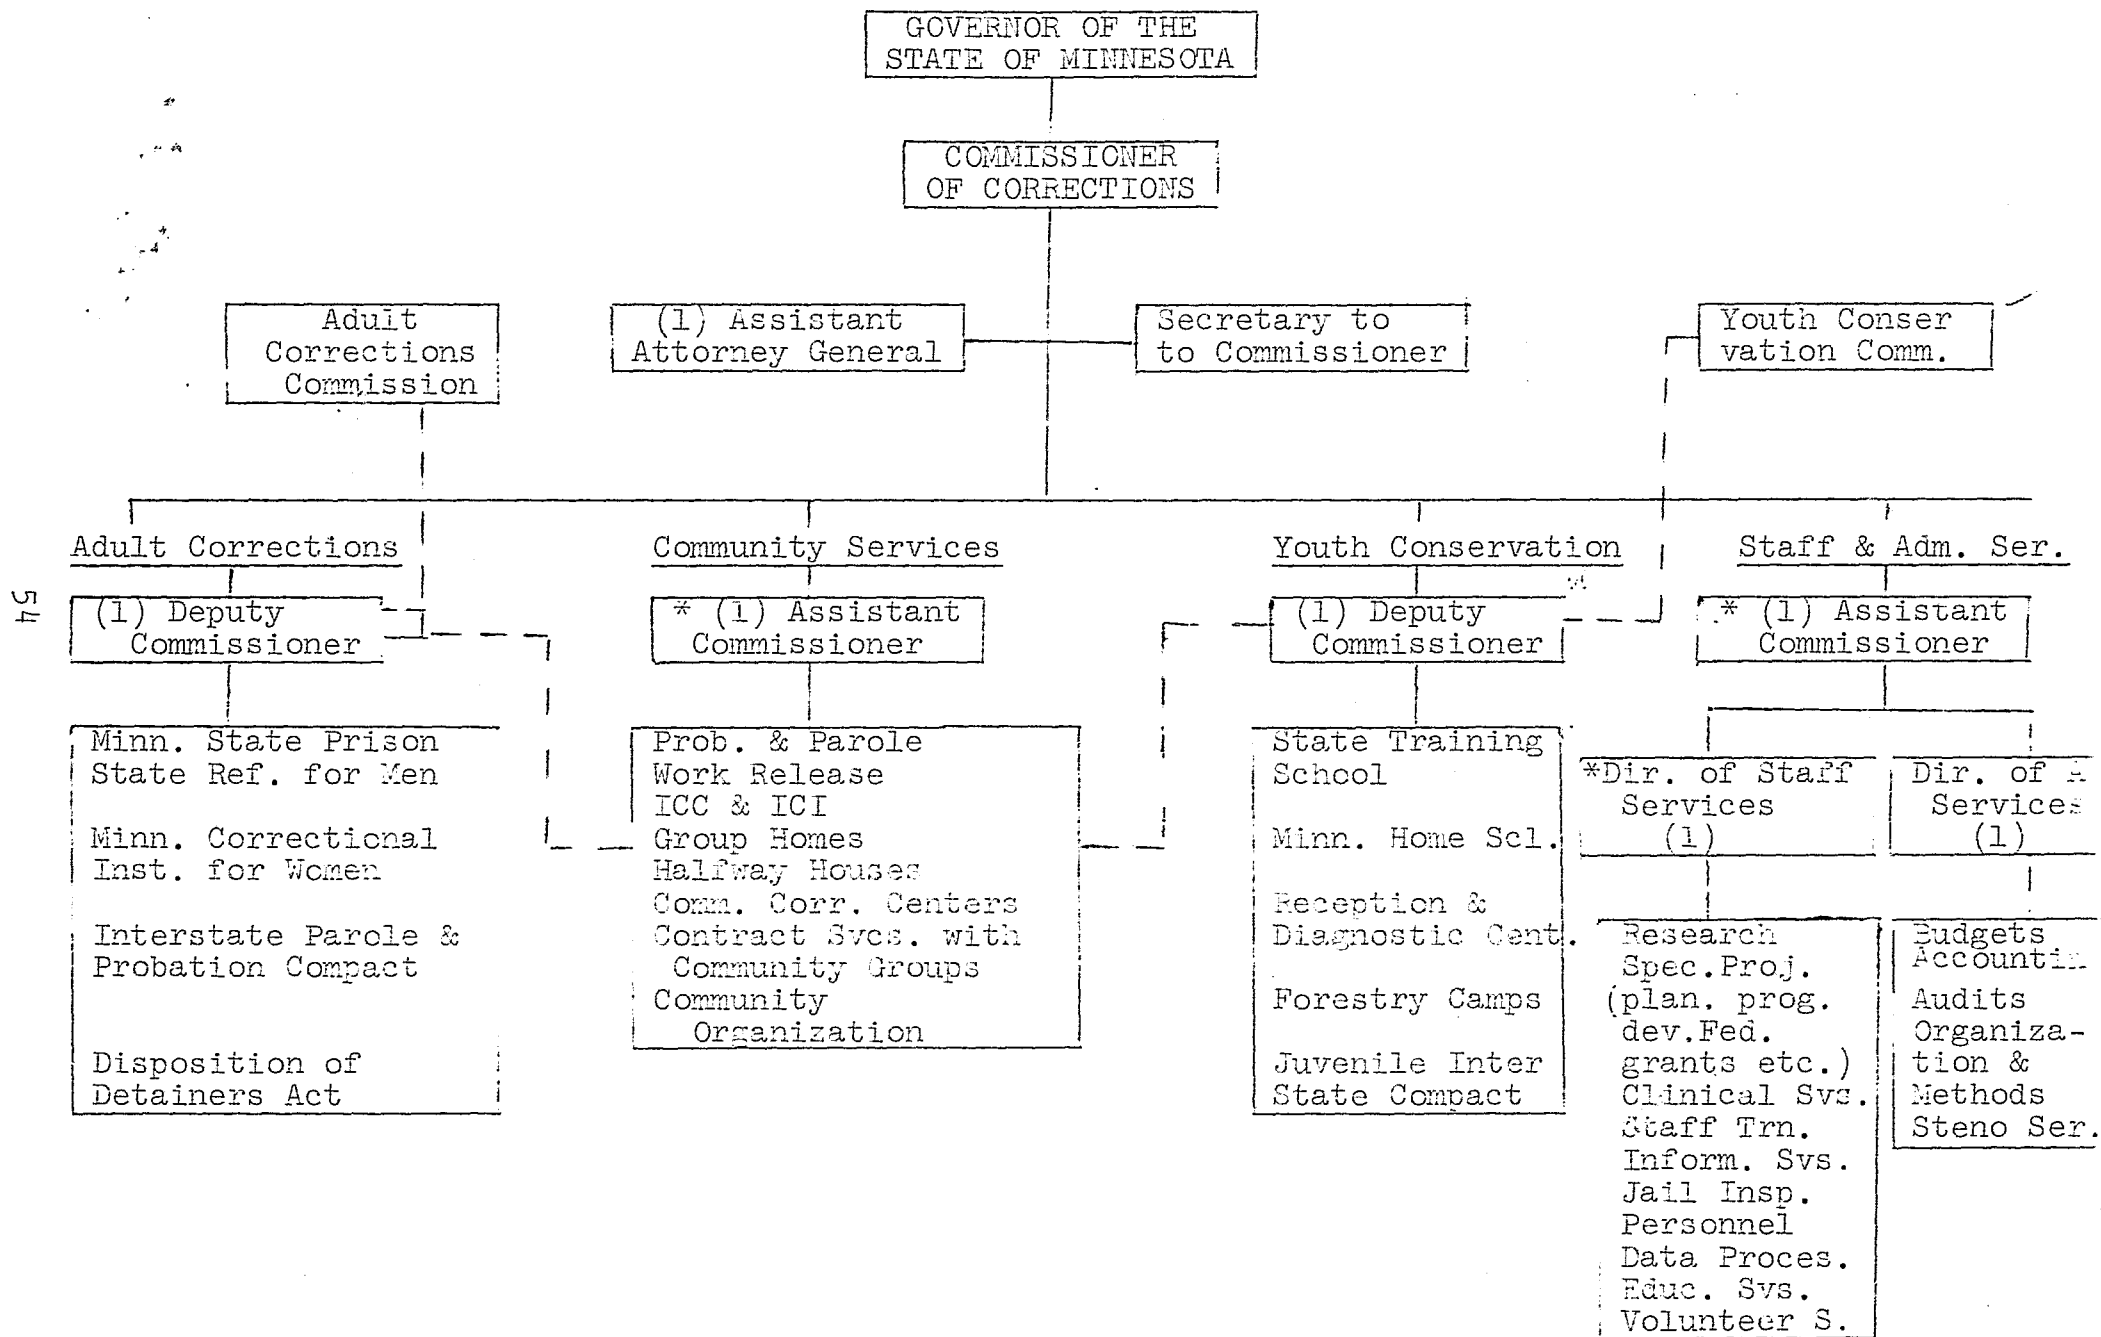 GOVERNOR OF THE
STATE OF MINNESOTA
COMMISSIONER
OF CORRECTIONS
Adult
Corrections
Commission
(1) Assistant
Attorney General
Secretary to
to Commissioner
Youth Conser
vation Comm.
Adult Corrections
(1) Deputy
Commissioner
Minn. State Prison
State Ref. for Men
Minn. Correctional
Inst. for Women
Interstate Parole &
Probation Compact
Disposition of
Detainers Act
Community Services
* (1) Assistant
Commissioner
Prob. & Parole
Work Release
ICC & ICI
Group Homes
Halfway Houses
Comm. Corr. Centers
Contract Svcs. with
Community Groups
Community
Organization
Youth Conservation
(1) Deputy
Commissioner
State Training
School
Minn. Home Scl.
Reception &
Diagnostic Cent.
Forestry Camps
Juvenile Inter
State Compact
Staff & Adm. Ser.
* (1) Assistant
Commissioner
*Dir. of Staff
Services
(1)
Research
Spec.Proj.
(plan. prog.
dev.Fed.
grants etc.)
Clinical Svs.
Staff Trn.
Inform. Svs.
Jail Insp.
Personnel
Data Proces.
Educ. Svs.
Volunteer S.
Dir. of
Services
(1)
Budgets
Audits
Organiza-
tion &
Methods
Steno Ser.
54